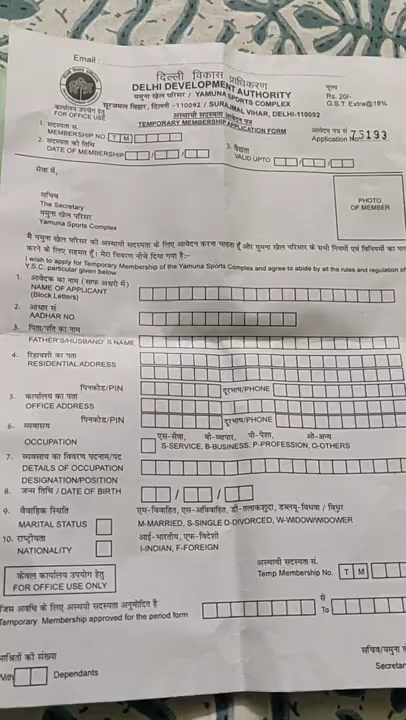 Email :
दिल्ली विकास प्राधिकरण
DELHI DEVELOPMENT AUTHORITY
यमुना खेल परिसर / YAMUNA SPORTS COMPLEX
सूरजमल विहार, दिल्ली -110092 / SURAJMAL VIHAR, DELHI-110092
मूल्य
Rs. 20/-
G.S.T. Extra@18%
कार्यालय उपयोग हेतु
FOR OFFICE USE
अस्थायी सदस्यता आवेदन पत्र
TEMPORARY MEMBERSHIP APPLICATION FORM
आवेदन पत्र सं
Application No. 75193
1. सदस्यता स.
MEMBERSHIP NO. T M
2. सदस्यता की तिथि
DATE OF MEMBERSHIP / /
3. वैद्यता
VALID UPTO / /
सेवा में,
सचिव
The Secretary
यमुना खेल परिसर
Yamuna Sports Complex
PHOTO
OF MEMBER
मैं यमुना खेल परिसर की अस्थायी सदस्यता के लिए आवेदन करना चाहता हूँ और यमुना खेल परिसर के सभी नियमों एवं विनियमों का पालन
करने के लिए सहमत हूँ। मेरा विवरण नीचे दिया गया है:-
I wish to apply for Temporary Membership of the Yamuna Sports Complex and agree to abide by all the rules and regulation of
Y.S.C. particular given below
1. आवेदक का नाम (साफ अक्षरों में)
NAME OF APPLICANT
(Block Letters)
2. आधार सं
AADHAR NO.
3. पिता/पति का नाम
FATHER'S/HUSBAND'S NAME
4. रिहायशी का पता
RESIDENTIAL ADDRESS
पिनकोड/PIN दूरभाष/PHONE
5. कार्यालय का पता
OFFICE ADDRESS
पिनकोड/PIN दूरभाष/PHONE
6. व्यवसाय
OCCUPATION
एस-सेवा, बी-व्यापार, पी-पेशा, ओ-अन्य
S-SERVICE, B-BUSINESS, P-PROFESSION, O-OTHERS
7. व्यवसाय का विवरण पदनाम/पद
DETAILS OF OCCUPATION
DESIGNATION/POSITION
8. जन्म तिथि / DATE OF BIRTH / /
9. वैवाहिक स्थिति
MARITAL STATUS
एम-विवाहित, एस-अविवाहित, डी-तलाकशुदा, डब्लयू-विधवा / विधुर
M-MARRIED, S-SINGLE D-DIVORCED, W-WIDOW/WIDOWER
10. राष्ट्रीयता
NATIONALITY
आई-भारतीय, एफ-विदेशी
I-INDIAN, F-FOREIGN
केवल कार्यालय उपयोग हेतु
FOR OFFICE USE ONLY
अस्थायी सदस्यता सं.
Temp Membership No. T M
जिस अवधि के लिए अस्थायी सदस्यता अनुमोदित है
Temporary Membership approved for the period form
से
To
आश्रितों की संख्या
With Dependants
सचिव/यमुना
Secretar